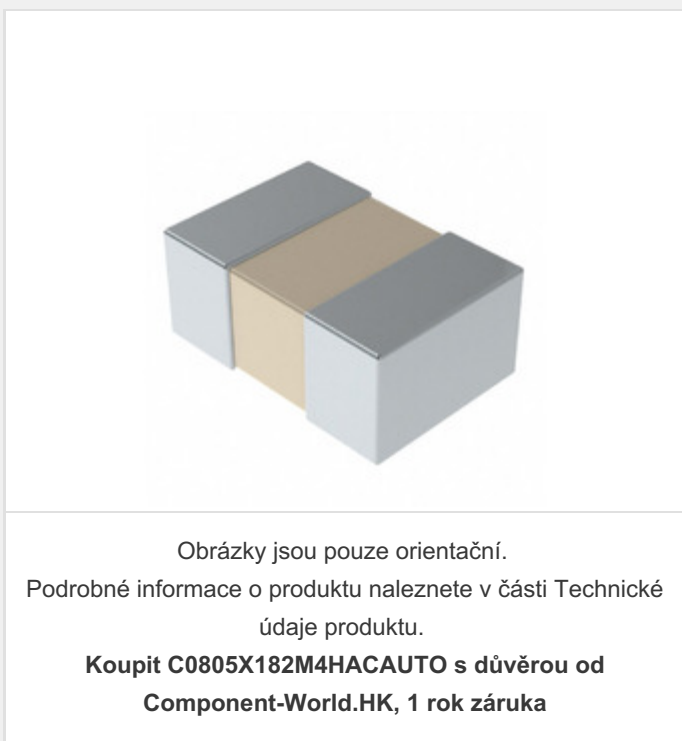 Obrázky jsou pouze orientační.
Podrobné informace o produktu naleznete v části Technické
údaje produktu.
Koupit C0805X182M4HACAUTO s důvěrou od
Component-World.HK, 1 rok záruka